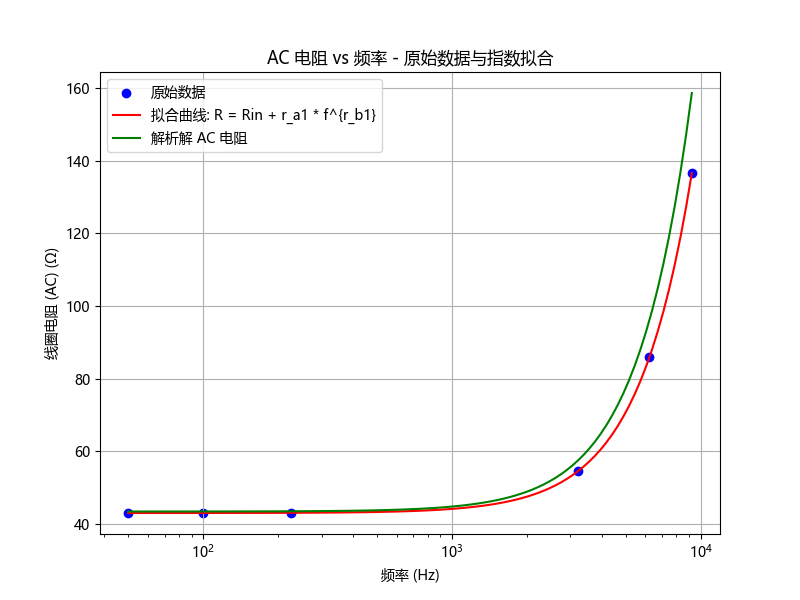 AC 电阻 vs 频率 - 原始数据与指数拟合
原始数据
拟合曲线: R = Rin + r_a1 * f^{r_b1}
解析解 AC 电阻
线圈电阻 (AC) (Ω)
160
140
120
100
80
60
40
10²
10³
10⁴
频率 (Hz)